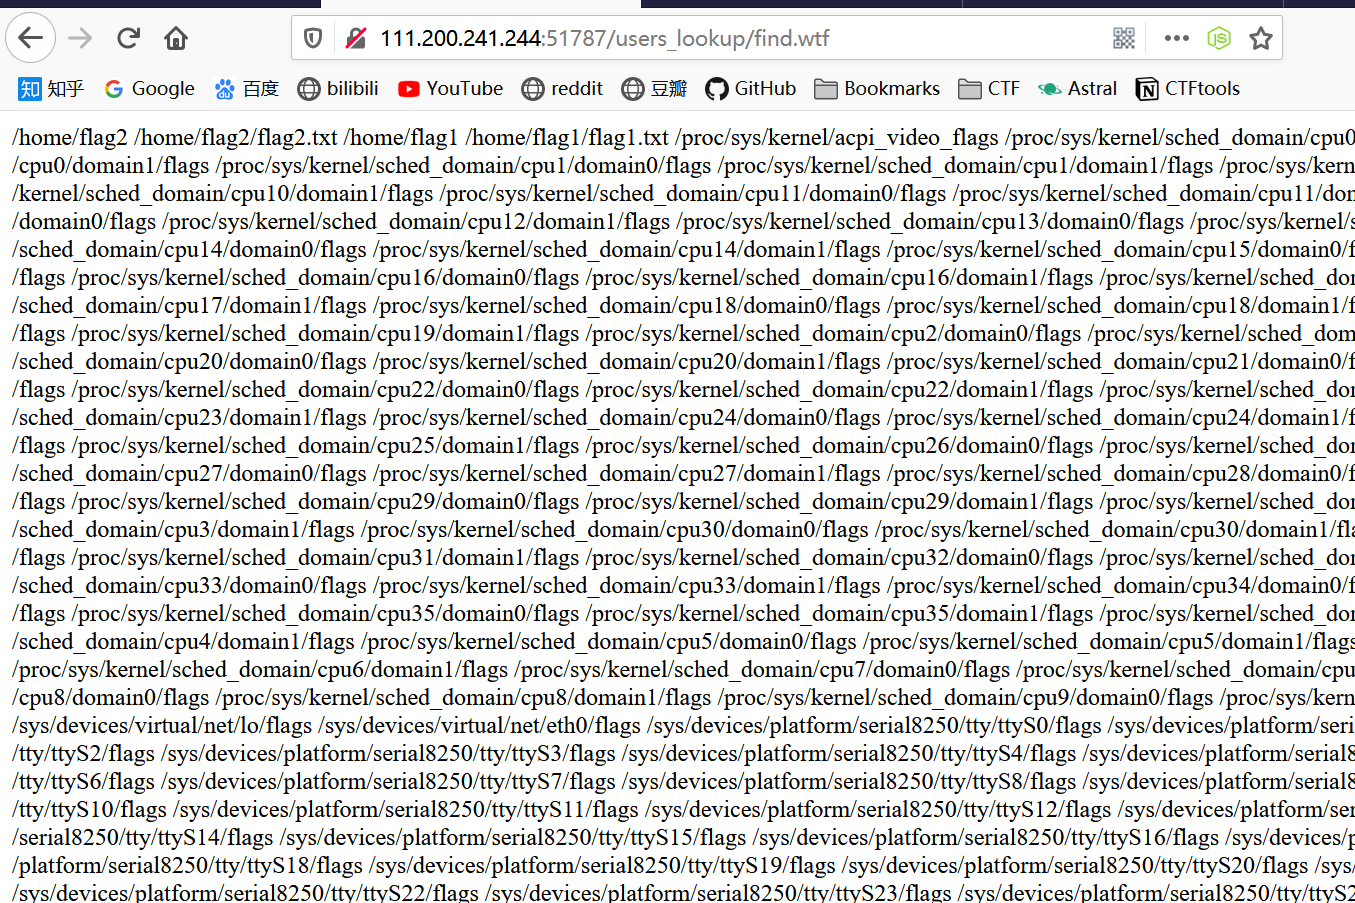 111.200.241.244:51787/users_lookup/find.wtf
知 知乎 Google du 百度 bilibili YouTube reddit 豆瓣 GitHub Bookmarks CTF Astral CTFtools
/home/flag2 /home/flag2/flag2.txt /home/flag1 /home/flag1/flag1.txt /proc/sys/kernel/acpi_video_flags /proc/sys/kernel/sched_domain/cpu0
/cpu0/domain1/flags /proc/sys/kernel/sched_domain/cpu1/domain0/flags /proc/sys/kernel/sched_domain/cpu1/domain1/flags /proc/sys/kern
/kernel/sched_domain/cpu10/domain1/flags /proc/sys/kernel/sched_domain/cpu11/domain0/flags /proc/sys/kernel/sched_domain/cpu11/dom
/domain0/flags /proc/sys/kernel/sched_domain/cpu12/domain1/flags /proc/sys/kernel/sched_domain/cpu13/domain0/flags /proc/sys/kernel/s
/sched_domain/cpu14/domain0/flags /proc/sys/kernel/sched_domain/cpu14/domain1/flags /proc/sys/kernel/sched_domain/cpu15/domain0/f
/flags /proc/sys/kernel/sched_domain/cpu16/domain0/flags /proc/sys/kernel/sched_domain/cpu16/domain1/flags /proc/sys/kernel/sched_dom
/sched_domain/cpu17/domain1/flags /proc/sys/kernel/sched_domain/cpu18/domain0/flags /proc/sys/kernel/sched_domain/cpu18/domain1/f
/flags /proc/sys/kernel/sched_domain/cpu19/domain1/flags /proc/sys/kernel/sched_domain/cpu2/domain0/flags /proc/sys/kernel/sched_dom
/sched_domain/cpu20/domain0/flags /proc/sys/kernel/sched_domain/cpu20/domain1/flags /proc/sys/kernel/sched_domain/cpu21/domain0/f
/flags /proc/sys/kernel/sched_domain/cpu22/domain0/flags /proc/sys/kernel/sched_domain/cpu22/domain1/flags /proc/sys/kernel/sched_dom
/sched_domain/cpu23/domain1/flags /proc/sys/kernel/sched_domain/cpu24/domain0/flags /proc/sys/kernel/sched_domain/cpu24/domain1/f
/flags /proc/sys/kernel/sched_domain/cpu25/domain1/flags /proc/sys/kernel/sched_domain/cpu26/domain0/flags /proc/sys/kernel/sched_dom
/sched_domain/cpu27/domain0/flags /proc/sys/kernel/sched_domain/cpu27/domain1/flags /proc/sys/kernel/sched_domain/cpu28/domain0/f
/flags /proc/sys/kernel/sched_domain/cpu29/domain0/flags /proc/sys/kernel/sched_domain/cpu29/domain1/flags /proc/sys/kernel/sched_dom
/sched_domain/cpu3/domain1/flags /proc/sys/kernel/sched_domain/cpu30/domain0/flags /proc/sys/kernel/sched_domain/cpu30/domain1/fla
/flags /proc/sys/kernel/sched_domain/cpu31/domain1/flags /proc/sys/kernel/sched_domain/cpu32/domain0/flags /proc/sys/kernel/sched_dom
/sched_domain/cpu33/domain0/flags /proc/sys/kernel/sched_domain/cpu33/domain1/flags /proc/sys/kernel/sched_domain/cpu34/domain0/f
/flags /proc/sys/kernel/sched_domain/cpu35/domain0/flags /proc/sys/kernel/sched_domain/cpu35/domain1/flags /proc/sys/kernel/sched_dom
/sched_domain/cpu4/domain1/flags /proc/sys/kernel/sched_domain/cpu5/domain0/flags /proc/sys/kernel/sched_domain/cpu5/domain1/flags
/proc/sys/kernel/sched_domain/cpu6/domain1/flags /proc/sys/kernel/sched_domain/cpu7/domain0/flags /proc/sys/kernel/sched_domain/cpu
/cpu8/domain0/flags /proc/sys/kernel/sched_domain/cpu8/domain1/flags /proc/sys/kernel/sched_domain/cpu9/domain0/flags /proc/sys/kern
/sys/devices/virtual/net/lo/flags /sys/devices/virtual/net/eth0/flags /sys/devices/platform/serial8250/tty/ttyS0/flags /sys/devices/platform/seri
/tty/ttyS2/flags /sys/devices/platform/serial8250/tty/ttyS3/flags /sys/devices/platform/serial8250/tty/ttyS4/flags /sys/devices/platform/serial8
/tty/ttyS6/flags /sys/devices/platform/serial8250/tty/ttyS7/flags /sys/devices/platform/serial8250/tty/ttyS8/flags /sys/devices/platform/serial8
/tty/ttyS10/flags /sys/devices/platform/serial8250/tty/ttyS11/flags /sys/devices/platform/serial8250/tty/ttyS12/flags /sys/devices/platform/ser
/serial8250/tty/ttyS14/flags /sys/devices/platform/serial8250/tty/ttyS15/flags /sys/devices/platform/serial8250/tty/ttyS16/flags /sys/devices/p
/platform/serial8250/tty/ttyS18/flags /sys/devices/platform/serial8250/tty/ttyS19/flags /sys/devices/platform/serial8250/tty/ttyS20/flags /sys/
/sys/devices/platform/serial8250/tty/ttyS22/flags /sys/devices/platform/serial8250/tty/ttyS23/flags /sys/devices/platform/serial8250/tty/ttyS2